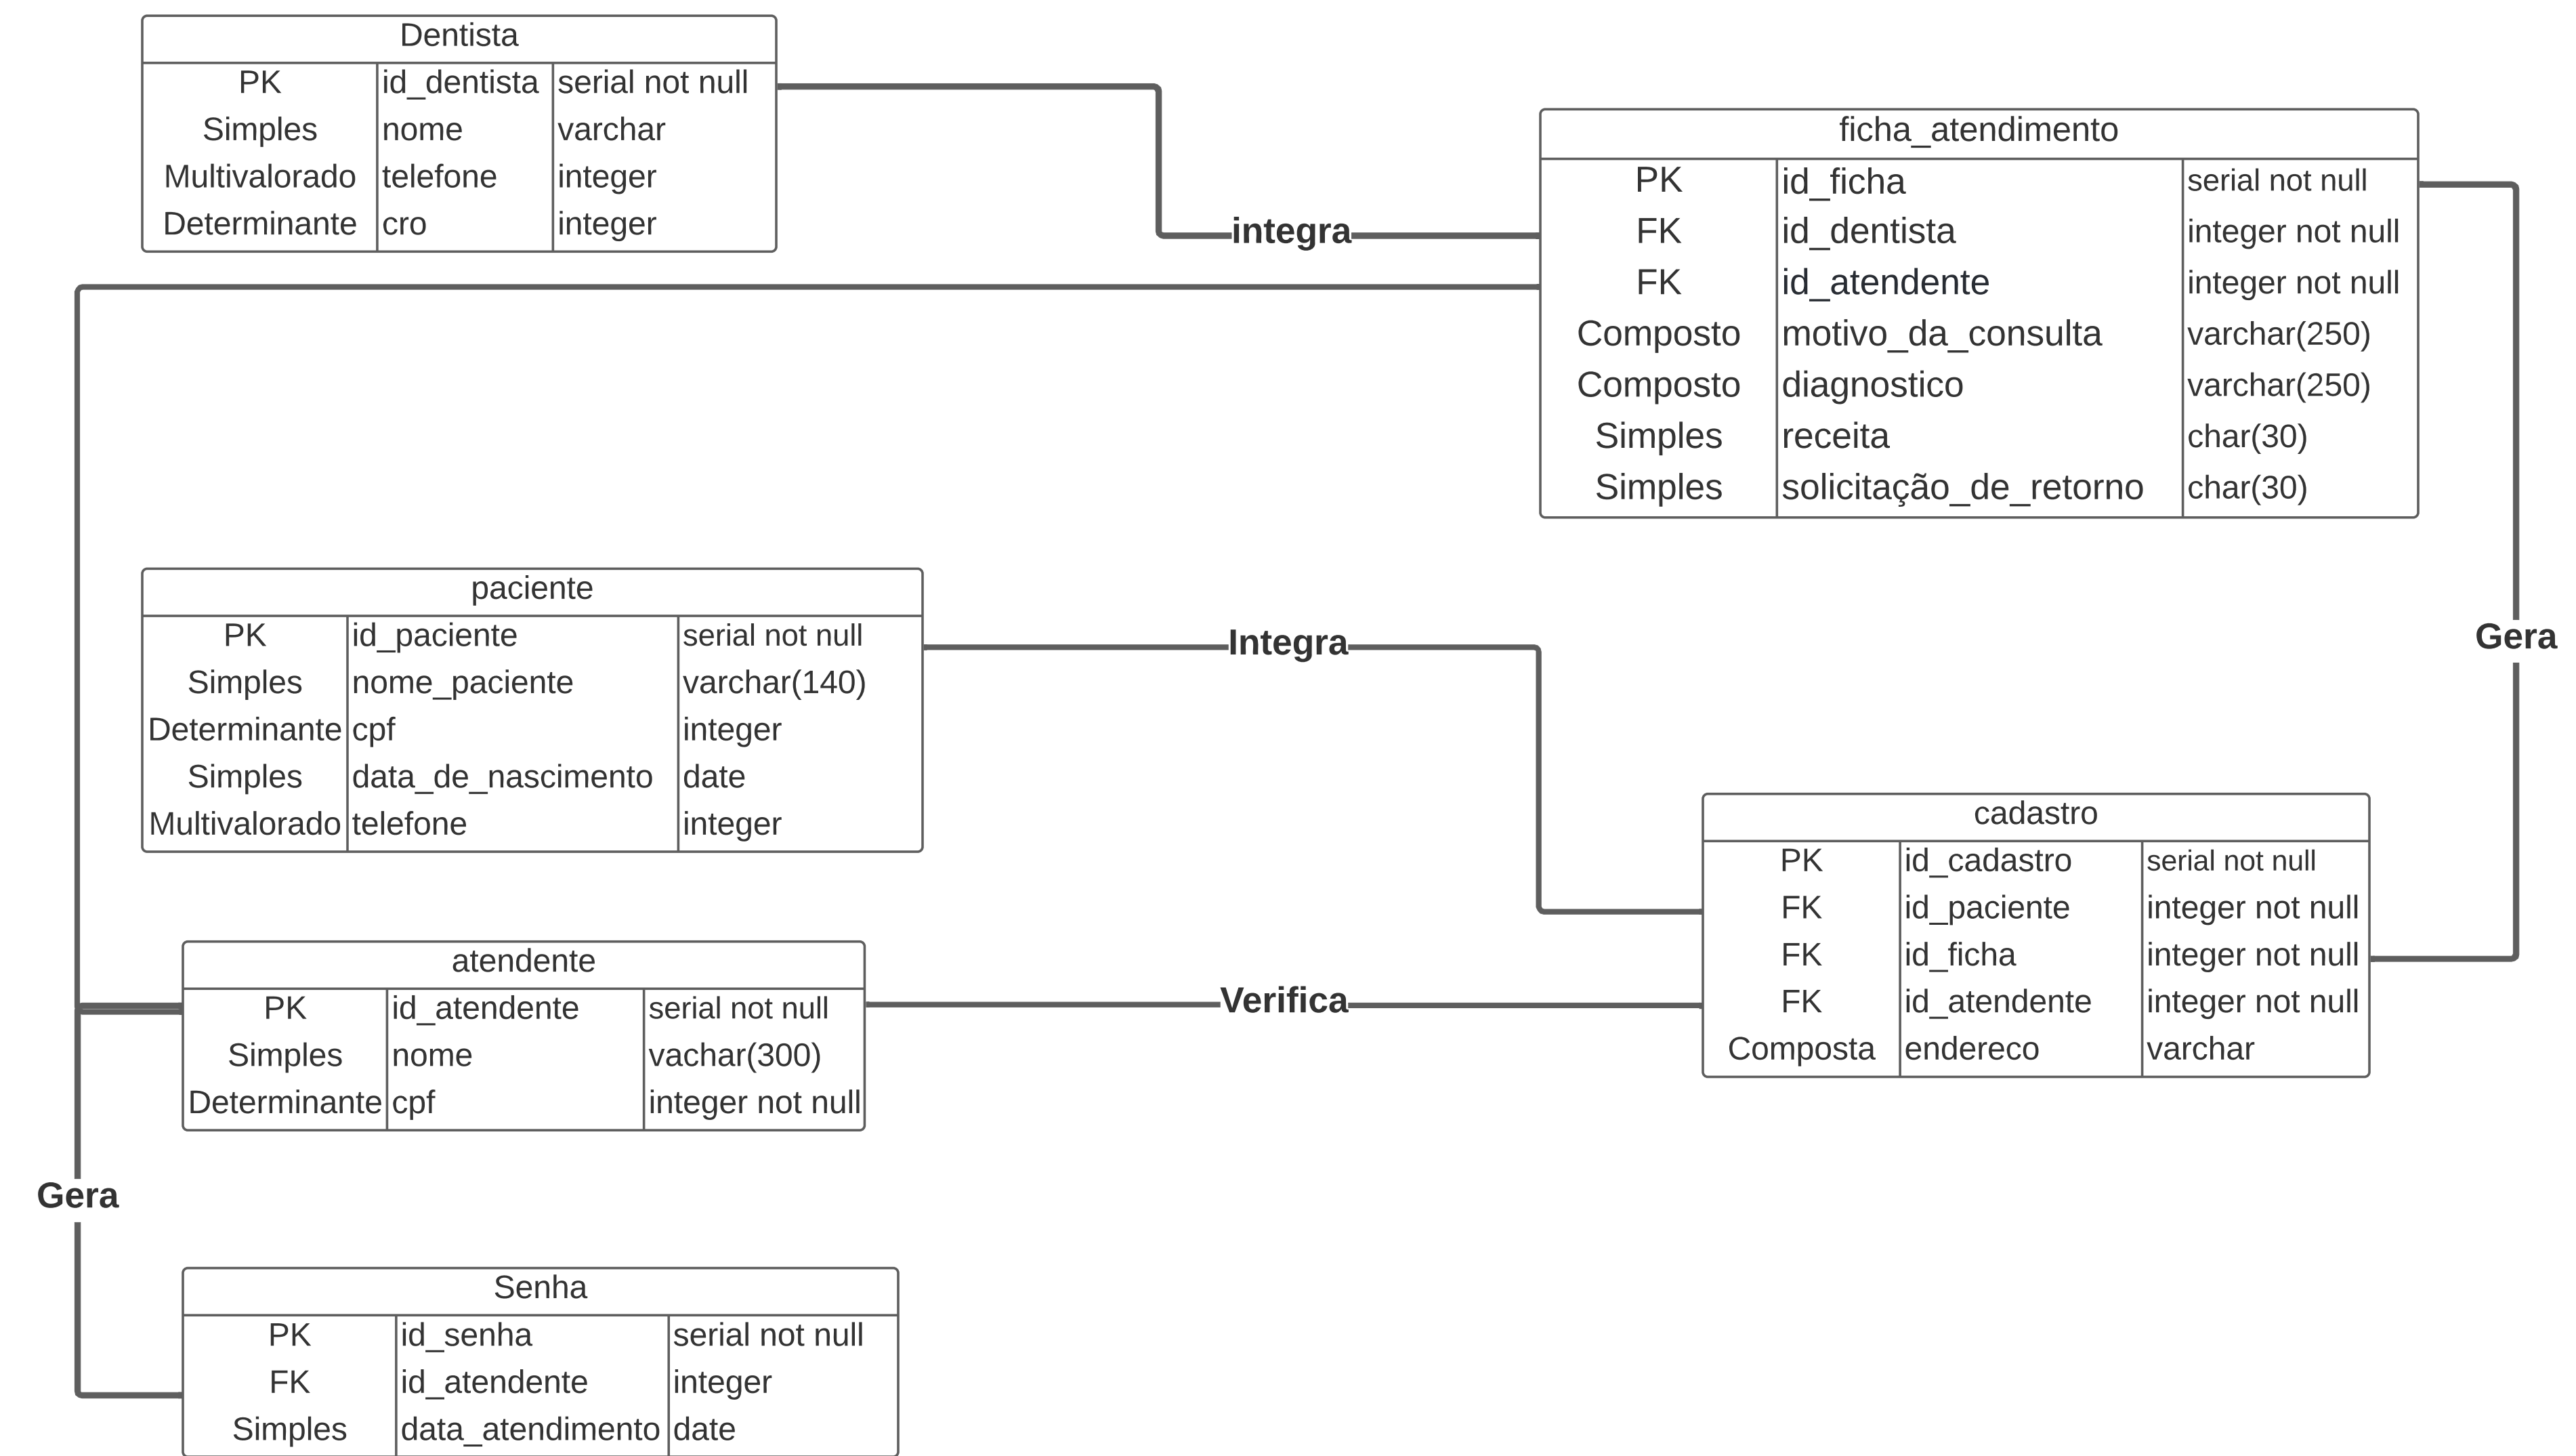 Dentista
PK id_dentista serial not null
Simples nome varchar
Multivalorado telefone integer
Determinante cro integer
integra
ficha_atendimento
PK id_ficha serial not null
FK id_dentista integer not null
FK id_atendente integer not null
Composto motivo_da_consulta varchar(250)
Composto diagnostico varchar(250)
Simples receita char(30)
Simples solicitação_de_retorno char(30)
paciente
PK id_paciente serial not null
Simples nome_paciente varchar(140)
Determinante cpf integer
Simples data_de_nascimento date
Multivalorado telefone integer
Integra
Gera
cadastro
PK id_cadastro serial not null
FK id_paciente integer not null
FK id_ficha integer not null
FK id_atendente integer not null
Composta endereco varchar
atendente
PK id_atendente serial not null
Simples nome vachar(300)
Determinante cpf integer not null
Verifica
Gera
Senha
PK id_senha serial not null
FK id_atendente integer
Simples data_atendimento date